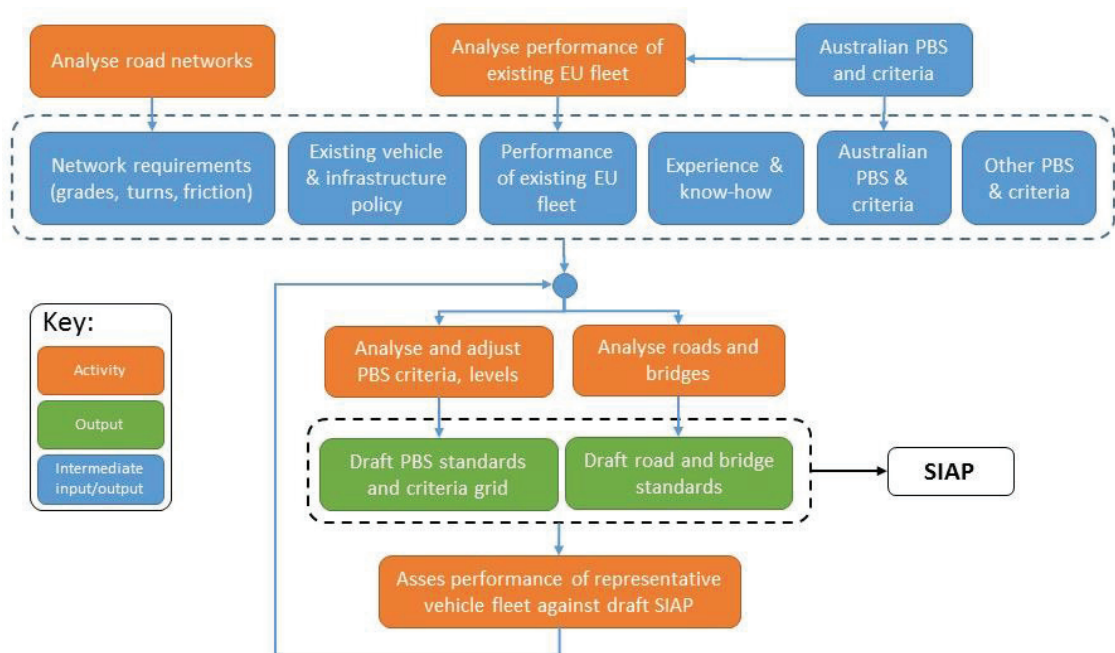 Analyse road networks
Analyse performance of
existing EU fleet
Australian PBS
and criteria
Network requirements
(grades, turns, friction)
Existing vehicle
& infrastructure
policy
Performance
of existing EU
fleet
Experience &
know-how
Australian
PBS &
criteria
Other PBS
& criteria
Key:
Activity
Output
Intermediate
input/output
Analyse and adjust
PBS criteria, levels
Analyse roads and
bridges
Draft PBS standards
and criteria grid
Draft road and bridge
standards
SIAP
Asses performance of representative
vehicle fleet against draft SIAP